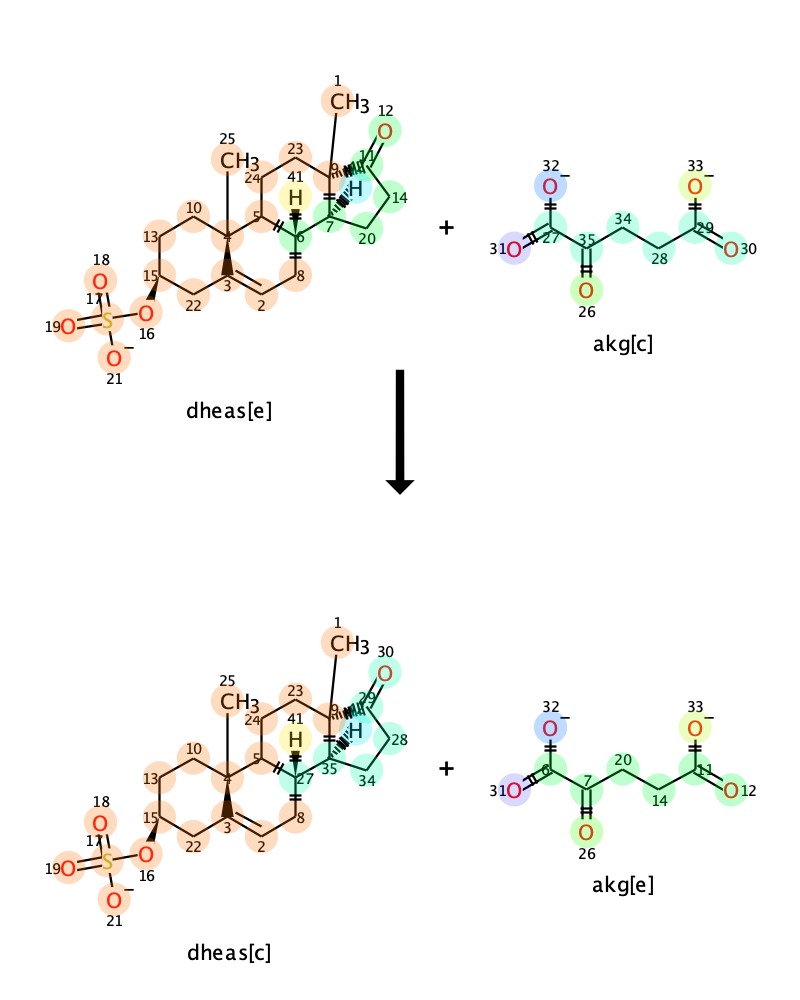 1
CH3
12
O
25
CH3
23
24
41
H
9
11
H
14
10
5
7
20
13
4
6
18
O
15
3
8
17
22
2
19
O
S
O
16
O−
21
dheas[e]
+
32
O−
33
O−
31
O
27
35
34
28
29
O
30
O
26
akg[c]
1
CH3
30
O
25
CH3
23
24
41
H
9
29
H
28
10
5
35
34
13
4
27
18
O
15
3
8
17
22
2
19
O
S
O
16
O−
21
dheas[c]
+
32
O−
33
O−
31
O
6
7
20
14
11
O
12
O
26
akg[e]